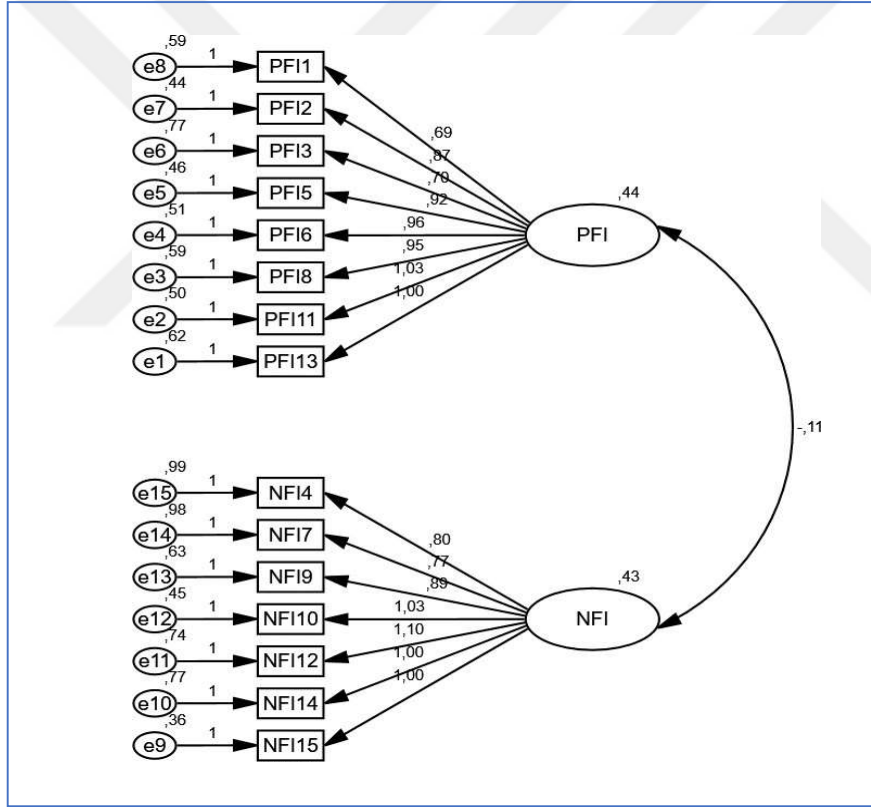 ,59
e8 1 PFI1
,44
e7 1 PFI2
,77
e6 1 PFI3
,46
e5 1 PFI5
,51
e4 1 PFI6
,59
e3 1 PFI8
,50
e2 1 PFI11
,62
e1 1 PFI13
,69
,87
,70
,92
,96
,95
1,03
1,00
,44
PFI
-,11
,99
e15 1 NFI4
,98
e14 1 NFI7
,63
e13 1 NFI9
,45
e12 1 NFI10
,74
e11 1 NFI12
,77
e10 1 NFI14
,36
e9 1 NFI15
,80
,77
,89
1,03
1,10
1,00
1,00
,43
NFI